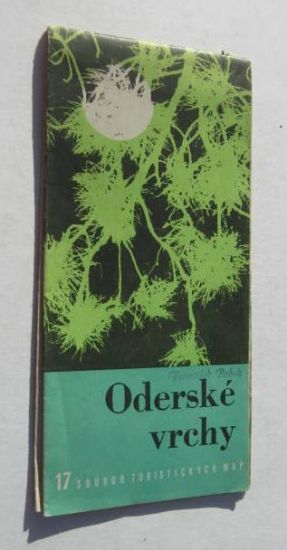 Oderské
vrchy
17 SOUBOR TURISTICKÝCH MAP